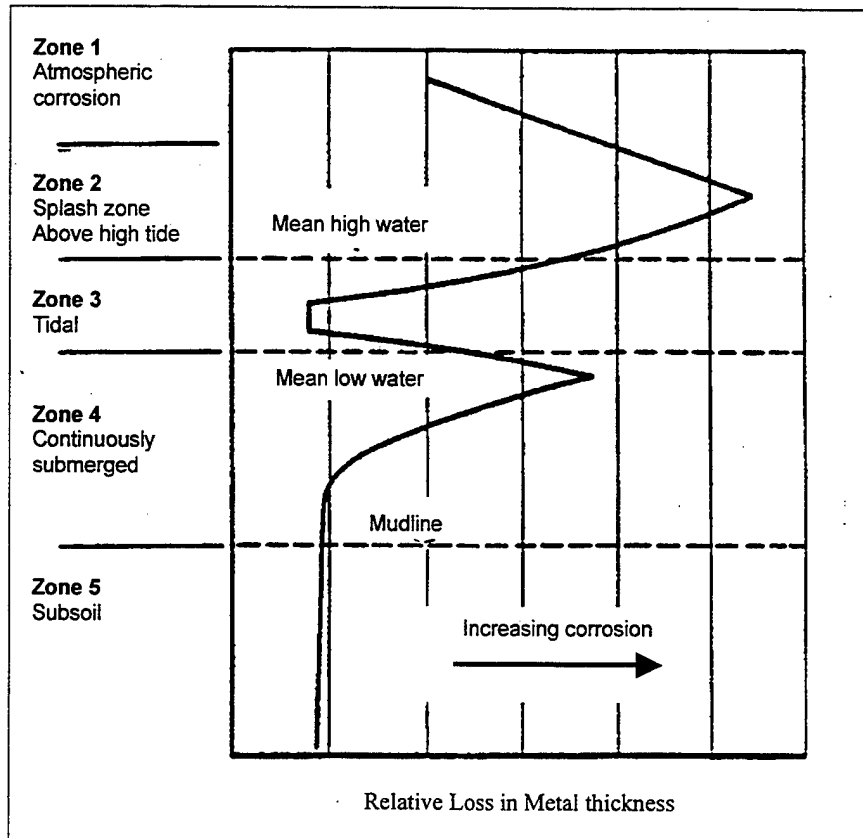 Zone 1
Atmospheric
corrosion
Zone 2
Splash zone
Above high tide
Mean high water
Zone 3
Tidal
Mean low water
Zone 4
Continuously
submerged
Mudline
Zone 5
Subsoil
Increasing corrosion
Relative Loss in Metal thickness